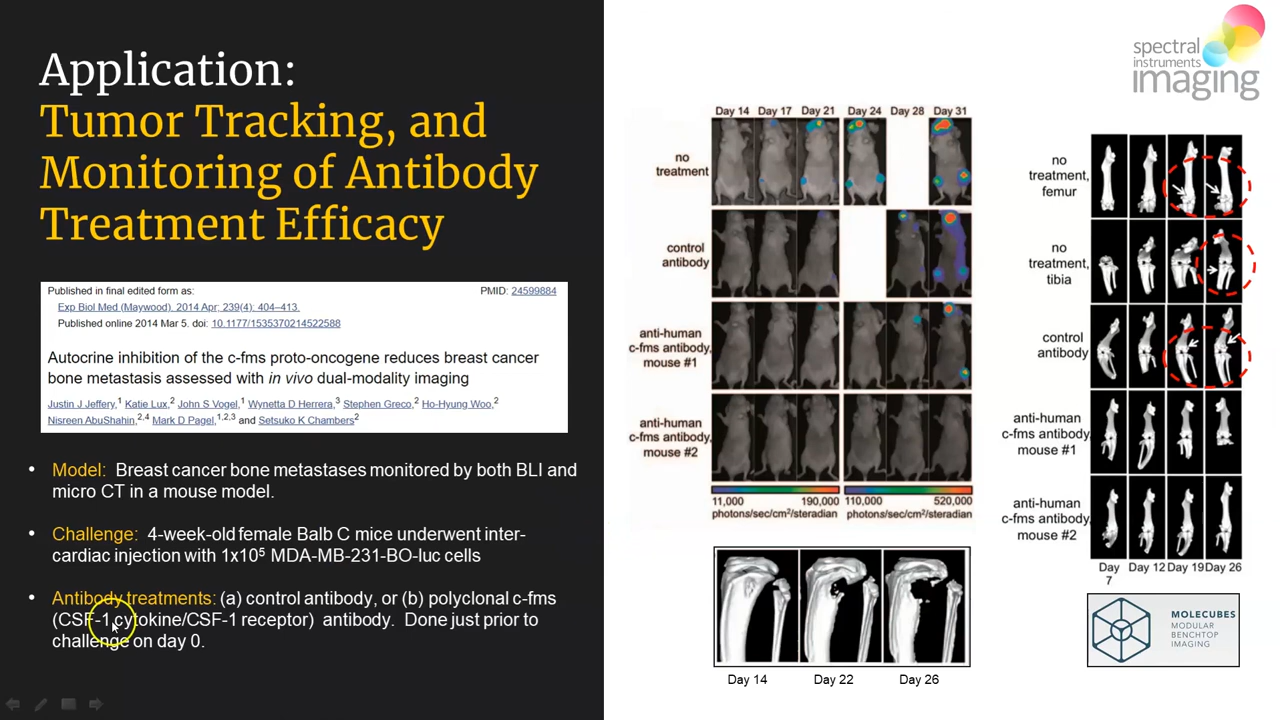 Application:
Tumor Tracking, and
Monitoring of Antibody
Treatment Efficacy
Published in final edited form as:
PMID: 24599884
Exp Biol Med (Maywood). 2014 Apr; 239(4): 404–413.
Published online 2014 Mar 5. doi: 10.1177/1535370214522588
Autocrine inhibition of the c-fms proto-oncogene reduces breast cancer
bone metastasis assessed with in vivo dual-modality imaging
Justin J Jeffery,1 Katie Lux,2 John S Vogel,1 Wynetta D Herrera,3 Stephen Greco,2 Ho-Hyung Woo,2
Nisreen AbuShahin,2,4 Mark D Pagel,1,2,3 and Setsuko K Chambers2
• Model: Breast cancer bone metastases monitored by both BLI and
micro CT in a mouse model.
• Challenge: 4-week-old female Balb C mice underwent inter-
cardiac injection with 1x10⁵ MDA-MB-231-BO-luc cells
• Antibody treatments: (a) control antibody, or (b) polyclonal c-fms
(CSF-1 cytokine/CSF-1 receptor) antibody. Done just prior to
challenge on day 0.
spectral
instruments
imaging
Day 14 Day 17 Day 21 Day 24 Day 28 Day 31
no
treatment
control
antibody
anti-human
c-fms antibody,
mouse #1
anti-human
c-fms antibody,
mouse #2
11,000 190,000 110,000 520,000
photons/sec/cm²/steradian photons/sec/cm²/steradian
Day 14 Day 22 Day 26
no
treatment,
femur
no
treatment,
tibia
control
antibody
anti-human
c-fms antibody,
mouse #1
anti-human
c-fms antibody,
mouse #2
Day
7
Day 12 Day 19 Day 26
MOLECUBES
MODULAR
BENCHTOP
IMAGING